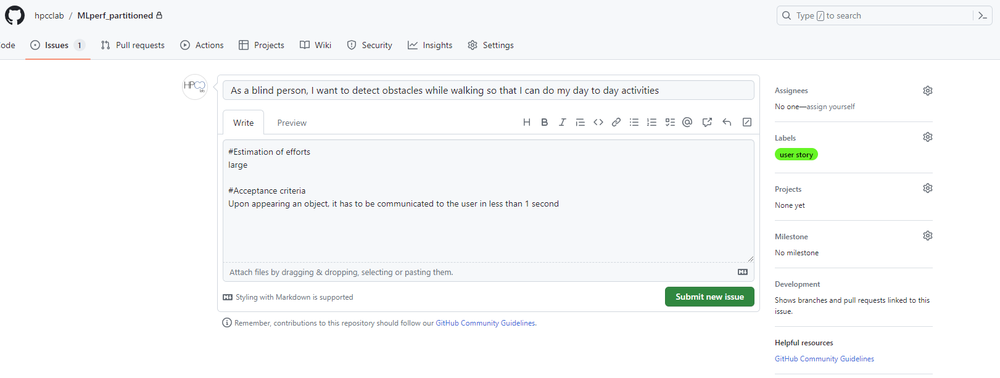 hpcclab / MLperf_partitioned
Type / to search
ode
Issues 1
Pull requests
Actions
Projects
Wiki
Security
Insights
Settings
HPCC
lab
As a blind person, I want to detect obstacles while walking so that I can do my day to day activities
Write
Preview
#Estimation of efforts
large
#Acceptance criteria
Upon appearing an object, it has to be communicated to the user in less than 1 second
Attach files by dragging & dropping, selecting or pasting them.
Styling with Markdown is supported
Submit new issue
Remember, contributions to this repository should follow our GitHub Community Guidelines.
Assignees
No one—assign yourself
Labels
user story
Projects
None yet
Milestone
No milestone
Development
Shows branches and pull requests linked to this
issue.
Helpful resources
GitHub Community Guidelines